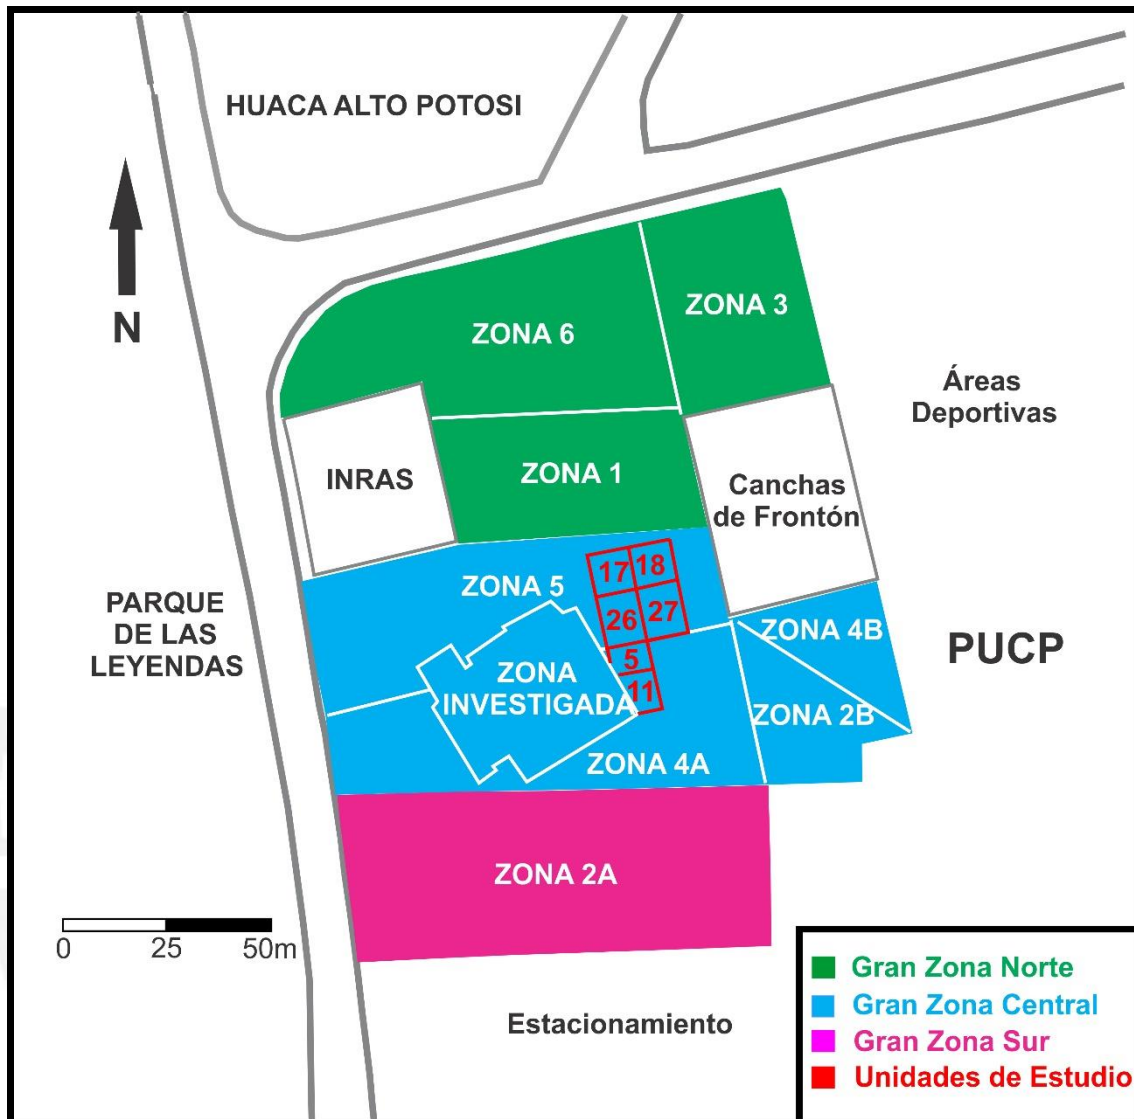 HUACA ALTO POTOSI
N
ZONA 3
ZONA 6
Áreas
Deportivas
INRAS
ZONA 1
Canchas
de Frontón
17 18
ZONA 5
26 27
PARQUE
DE LAS
LEYENDAS
ZONA 4B
PUCP
5
ZONA
INVESTIGADA
11
ZONA 2B
ZONA 4A
ZONA 2A
0 25 50m
Estacionamiento
Gran Zona Norte
Gran Zona Central
Gran Zona Sur
Unidades de Estudio